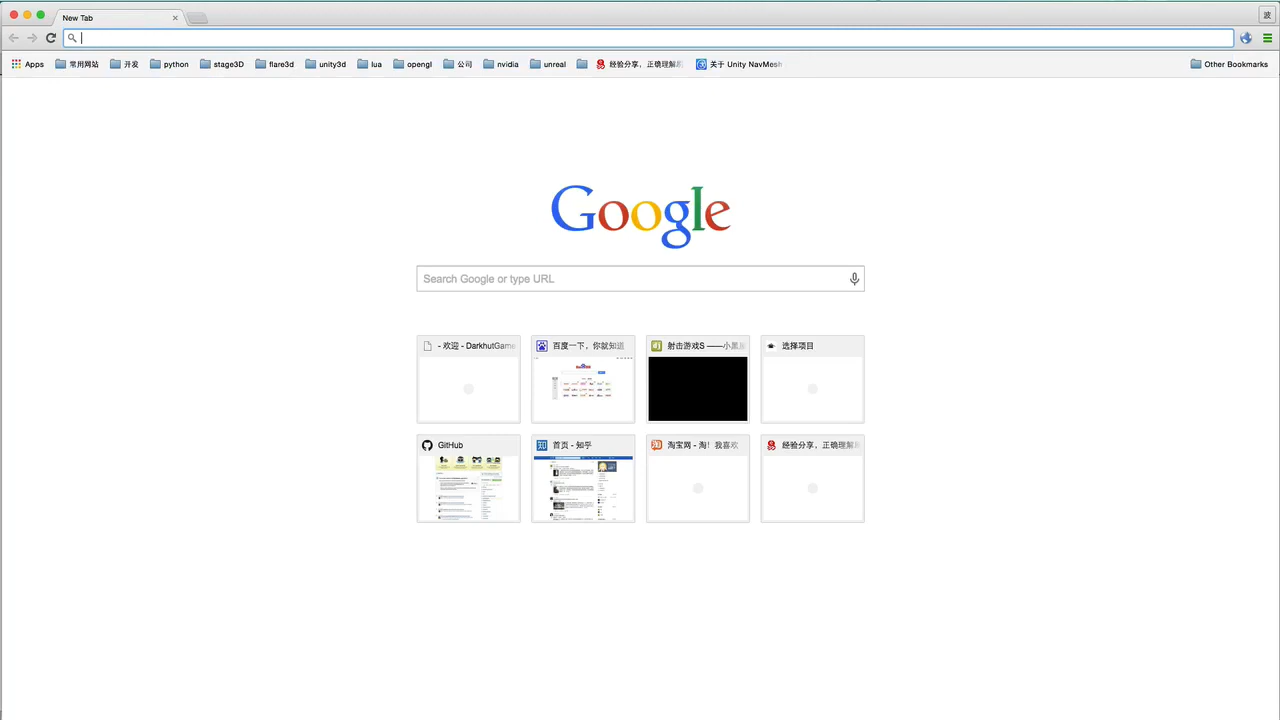 New Tab
波
Apps 常用网站 开发 python stage3D flare3d unity3d lua opengl 公司 nvidia unreal 经验分享，正确理解 关于 Unity NavMesh Other Bookmarks
Google
Search Google or type URL
- 欢迎 - DarkhutGame 百度一下，你就知道 射击游戏S ——小黑屋 选择项目
GitHub 首页 - 知乎 淘宝网 - 淘！我喜欢 经验分享，正确理解